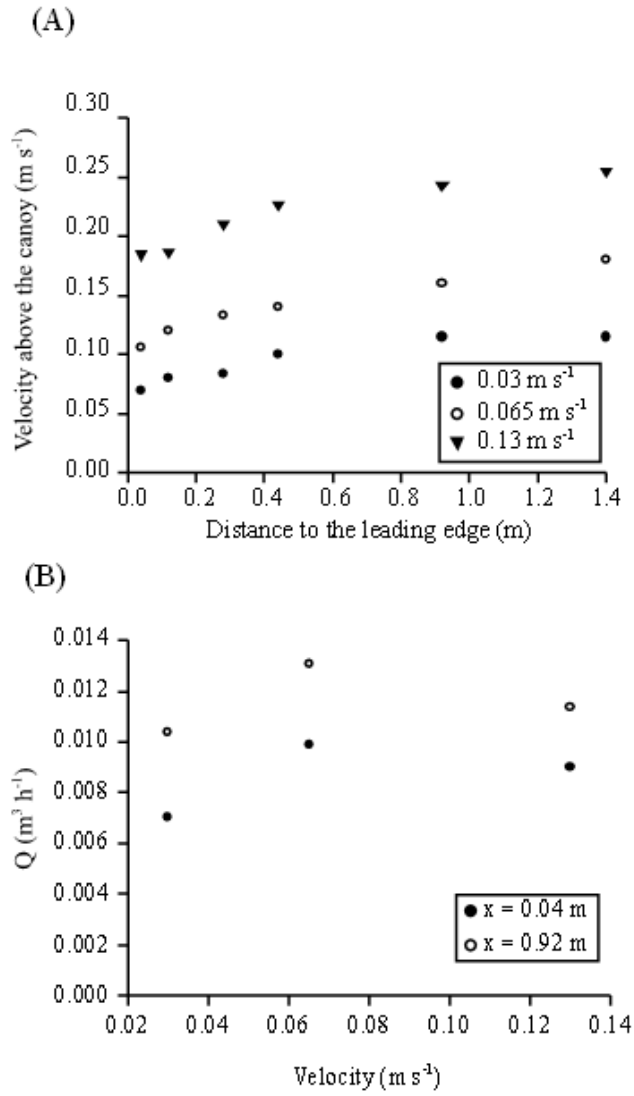 (A)
Velocity above the canoy (m s⁻¹)
0.30
0.25
0.20
0.15
0.10
0.05
0.00
0.03 m s⁻¹
0.065 m s⁻¹
0.13 m s⁻¹
0.0 0.2 0.4 0.6 0.8 1.0 1.2 1.4
Distance to the leading edge (m)
(B)
Q (m³ h⁻¹)
0.014
0.012
0.010
0.008
0.006
0.004
0.002
0.000
x = 0.04 m
x = 0.92 m
0.02 0.04 0.06 0.08 0.10 0.12 0.14
Velocity (m s⁻¹)